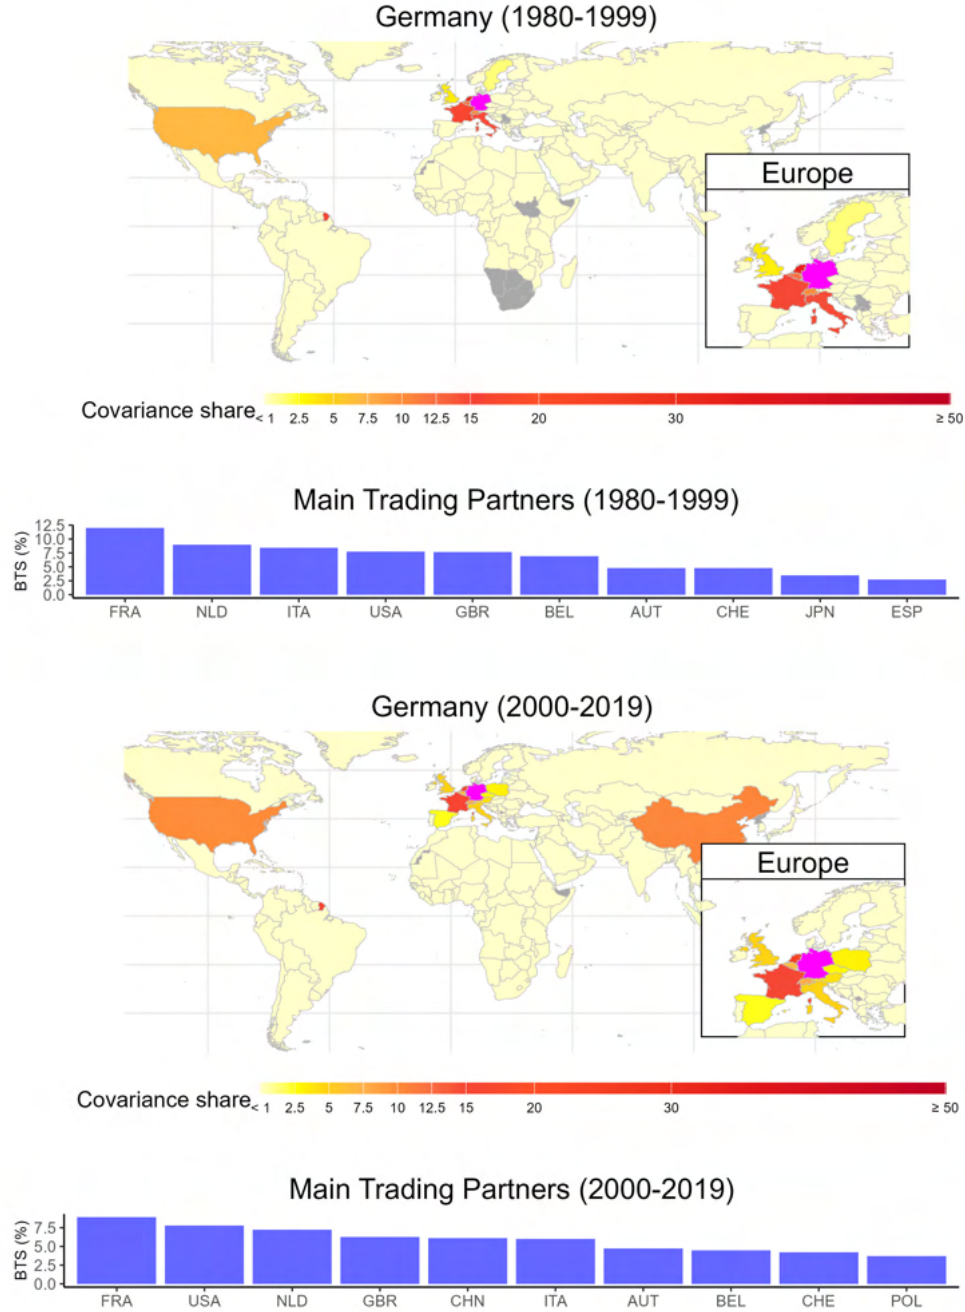 Germany (1980-1999)
Europe
Covariance share
< 1 2.5 5 7.5 10 12.5 15 20 30 ≥ 50
Main Trading Partners (1980-1999)
BTS (%)
12.5
10.0
7.5
5.0
2.5
0.0
FRA NLD ITA USA GBR BEL AUT CHE JPN ESP
Germany (2000-2019)
Europe
Covariance share
< 1 2.5 5 7.5 10 12.5 15 20 30 ≥ 50
Main Trading Partners (2000-2019)
BTS (%)
7.5
5.0
2.5
0.0
FRA USA NLD GBR CHN ITA AUT BEL CHE POL